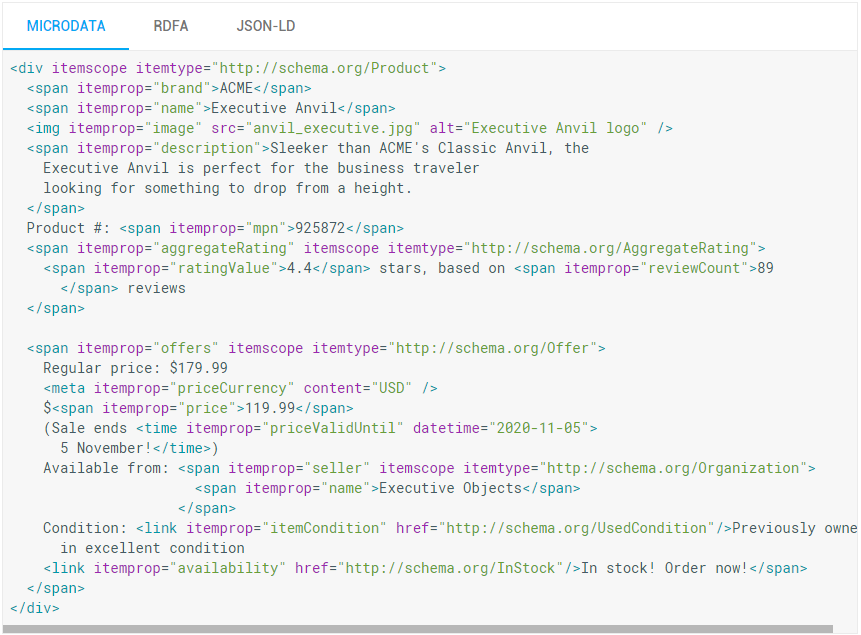 MICRODATA RDFA JSON-LD
<div itemscope itemtype="http://schema.org/Product">
  <span itemprop="brand">ACME</span>
  <span itemprop="name">Executive Anvil</span>
  <img itemprop="image" src="anvil_executive.jpg" alt="Executive Anvil logo" />
  <span itemprop="description">Sleeker than ACME's Classic Anvil, the
    Executive Anvil is perfect for the business traveler
    looking for something to drop from a height.
  </span>
  Product #: <span itemprop="mpn">925872</span>
  <span itemprop="aggregateRating" itemscope itemtype="http://schema.org/AggregateRating">
    <span itemprop="ratingValue">4.4</span> stars, based on <span itemprop="reviewCount">89
      </span> reviews
  </span>

  <span itemprop="offers" itemscope itemtype="http://schema.org/Offer">
    Regular price: $179.99
    <meta itemprop="priceCurrency" content="USD" />
    $<span itemprop="price">119.99</span>
    (Sale ends <time itemprop="priceValidUntil" datetime="2020-11-05">
      5 November!</time>)
    Available from: <span itemprop="seller" itemscope itemtype="http://schema.org/Organization">
                      <span itemprop="name">Executive Objects</span>
                    </span>
    Condition: <link itemprop="itemCondition" href="http://schema.org/UsedCondition"/>Previously owne
      in excellent condition
    <link itemprop="availability" href="http://schema.org/InStock"/>In stock! Order now!</span>
  </span>
</div>